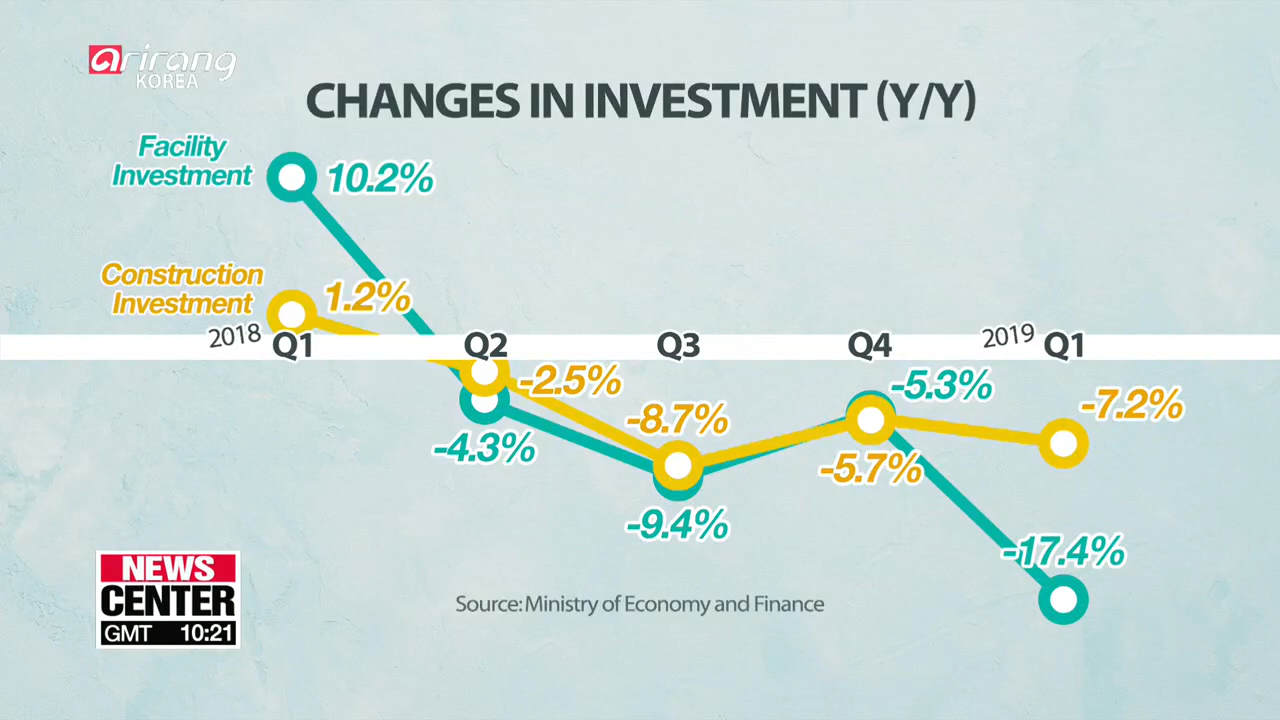 arirang
KOREA
CHANGES IN INVESTMENT (Y/Y)
Facility
Investment
10.2%
Construction
Investment
1.2%
2018
Q1
Q2
Q3
Q4
2019
Q1
-2.5%
-5.3%
-7.2%
-8.7%
-4.3%
-5.7%
-9.4%
-17.4%
NEWS
CENTER
GMT 10:21
Source: Ministry of Economy and Finance